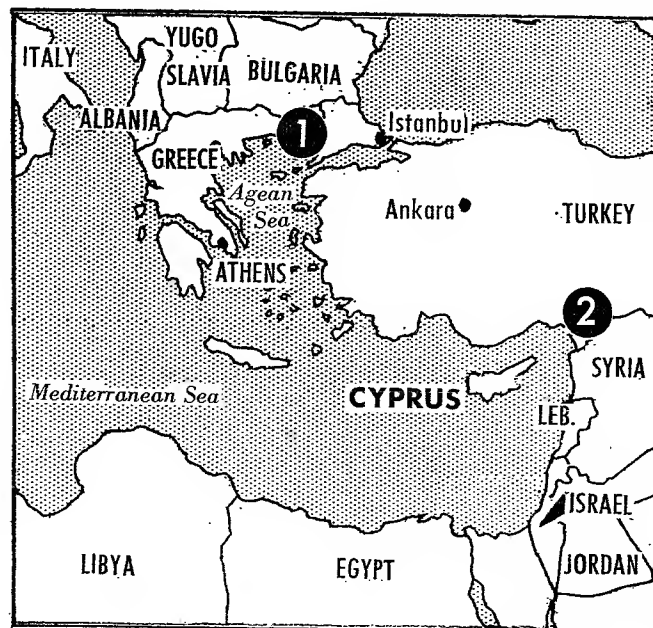 YUGO
SLAVIA
ITALY
BULGARIA
ALBANIA
1
Istanbul
GREECE
Agean
Sea
Ankara
TURKEY
ATHENS
2
SYRIA
Mediterranean Sea
CYPRUS
LEB.
ISRAEL
LIBYA
EGYPT
JORDAN